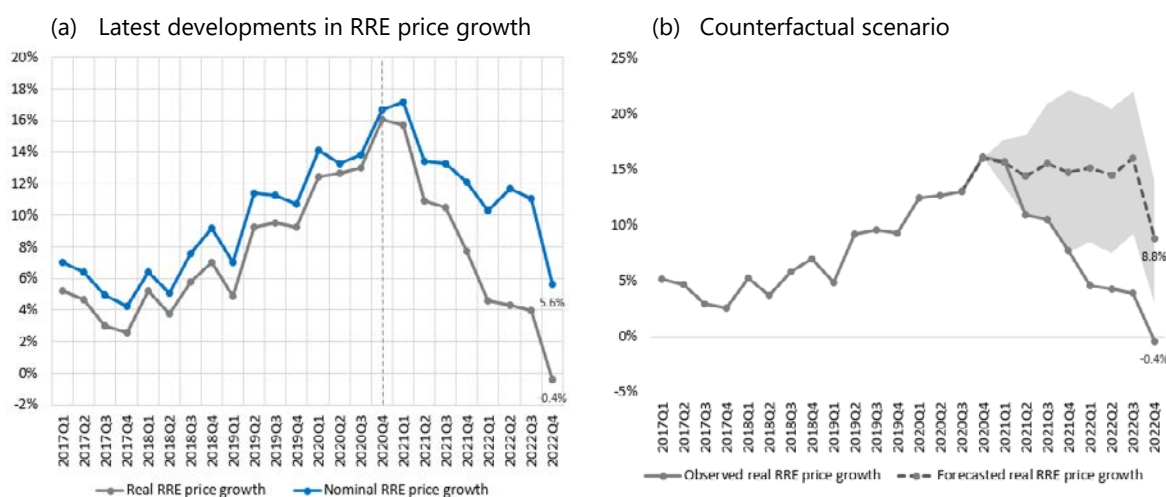 (a) Latest developments in RRE price growth
20%
18%
16%
14%
12%
10%
8%
6%
4%
2%
0%
-2%
5.6%
-0.4%
2017Q1
2017Q2
2017Q3
2017Q4
2018Q1
2018Q2
2018Q3
2018Q4
2019Q1
2019Q2
2019Q3
2019Q4
2020Q1
2020Q2
2020Q3
2020Q4
2021Q1
2021Q2
2021Q3
2021Q4
2022Q1
2022Q2
2022Q3
2022Q4
Real RRE price growth
Nominal RRE price growth
(b) Counterfactual scenario
25%
20%
15%
10%
5%
0%
-5%
8.8%
-0.4%
2017Q1
2017Q2
2017Q3
2017Q4
2018Q1
2018Q2
2018Q3
2018Q4
2019Q1
2019Q2
2019Q3
2019Q4
2020Q1
2020Q2
2020Q3
2020Q4
2021Q1
2021Q2
2021Q3
2021Q4
2022Q1
2022Q2
2022Q3
2022Q4
Observed real RRE price growth
Forecasted real RRE price growth